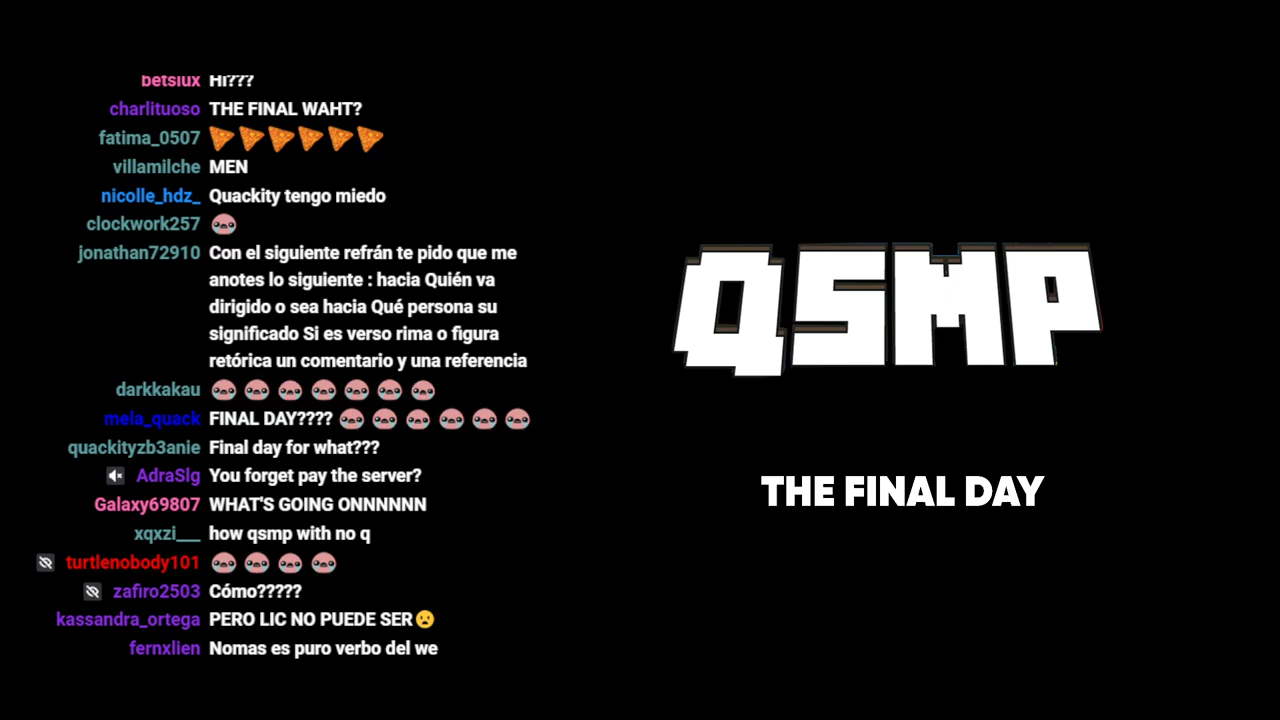 betsiux Hi???
charlituoso THE FINAL WAHT?
fatima_0507
villamilche MEN
nicolle_hdz_ Quackity tengo miedo
clockwork257
jonathan72910 Con el siguiente refrán te pido que me
anotes lo siguiente : hacia Quién va
dirigido o sea hacia Qué persona su
significado Si es verso rima o figura
retórica un comentario y una referencia
darkkakau
mela_quack FINAL DAY????
quackityzb3anie Final day for what???
AdraSlg You forget pay the server?
Galaxy69807 WHAT'S GOING ONNNNNN
xqxzi___ how qsmp with no q
turtlenobody101
zafiro2503 Cómo?????
kassandra_ortega PERO LIC NO PUEDE SER😦
fernxlien Nomas es puro verbo del we
QSMP
THE FINAL DAY